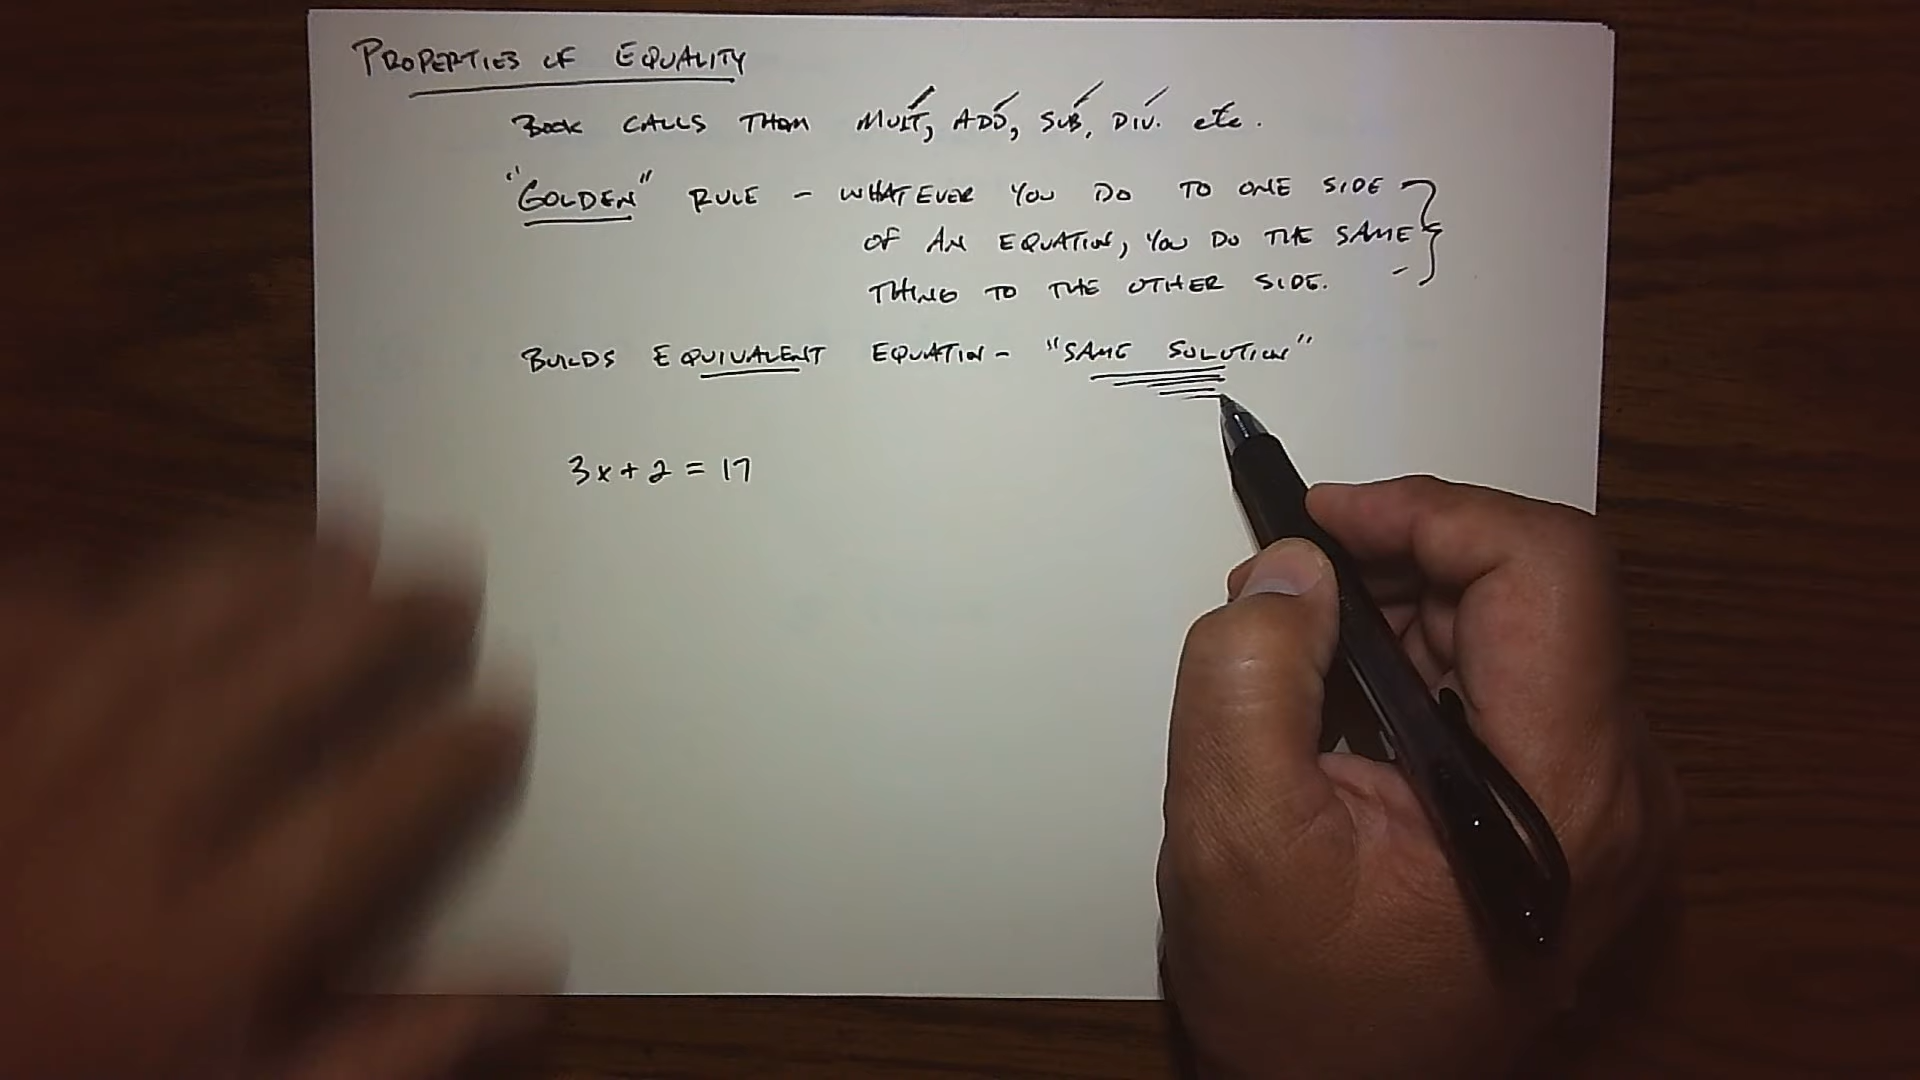 PROPERTIES OF EQUALITY
BOOK CALLS THEM MULT, ADD, SUB, DIV. etc.
"GOLDEN" RULE - WHATEVER YOU DO TO ONE SIDE
OF AN EQUATION, YOU DO THE SAME
THING TO THE OTHER SIDE.
BUILDS EQUIVALENT EQUATION - "SAME SOLUTION"
3x + 2 = 17